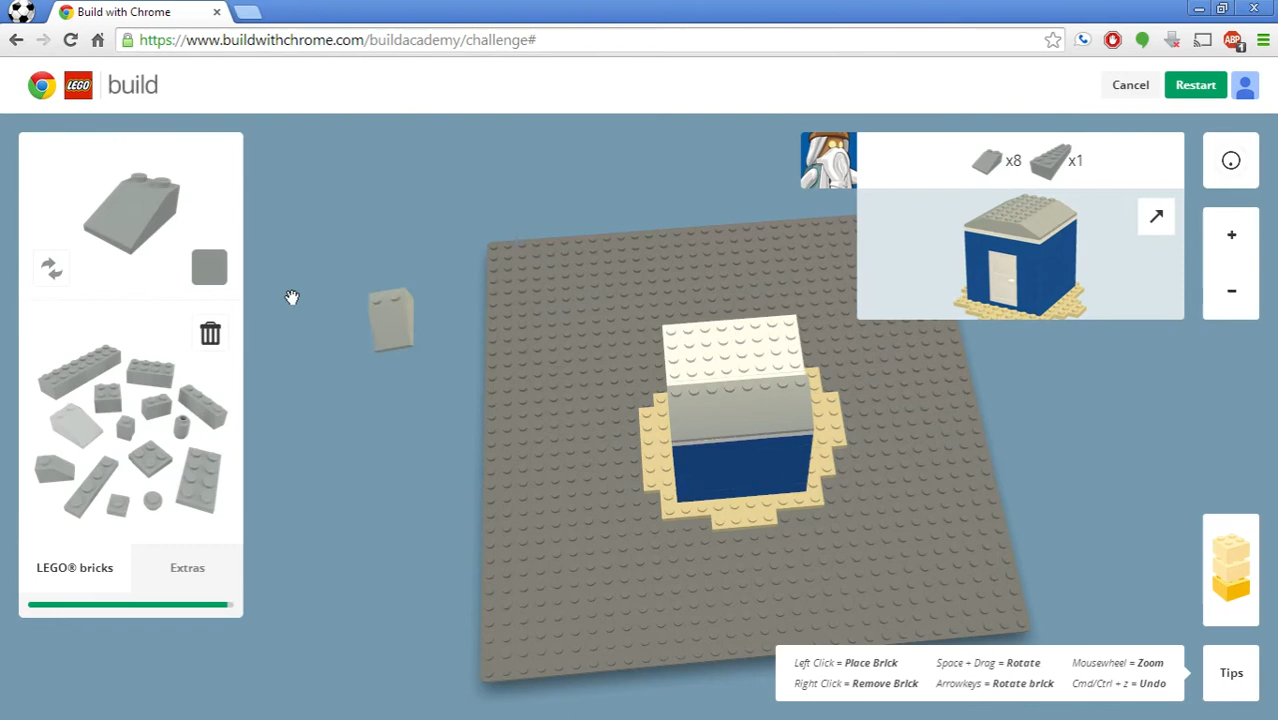 Build with Chrome
https://www.buildwithchrome.com/buildacademy/challenge#
ABP
1
LEGO
build
Cancel
Restart
x8
x1
+
-
LEGO® bricks
Extras
Left Click = Place Brick
Space + Drag = Rotate
Mousewheel = Zoom
Right Click = Remove Brick
Arrowkeys = Rotate brick
Cmd/Ctrl + z = Undo
Tips